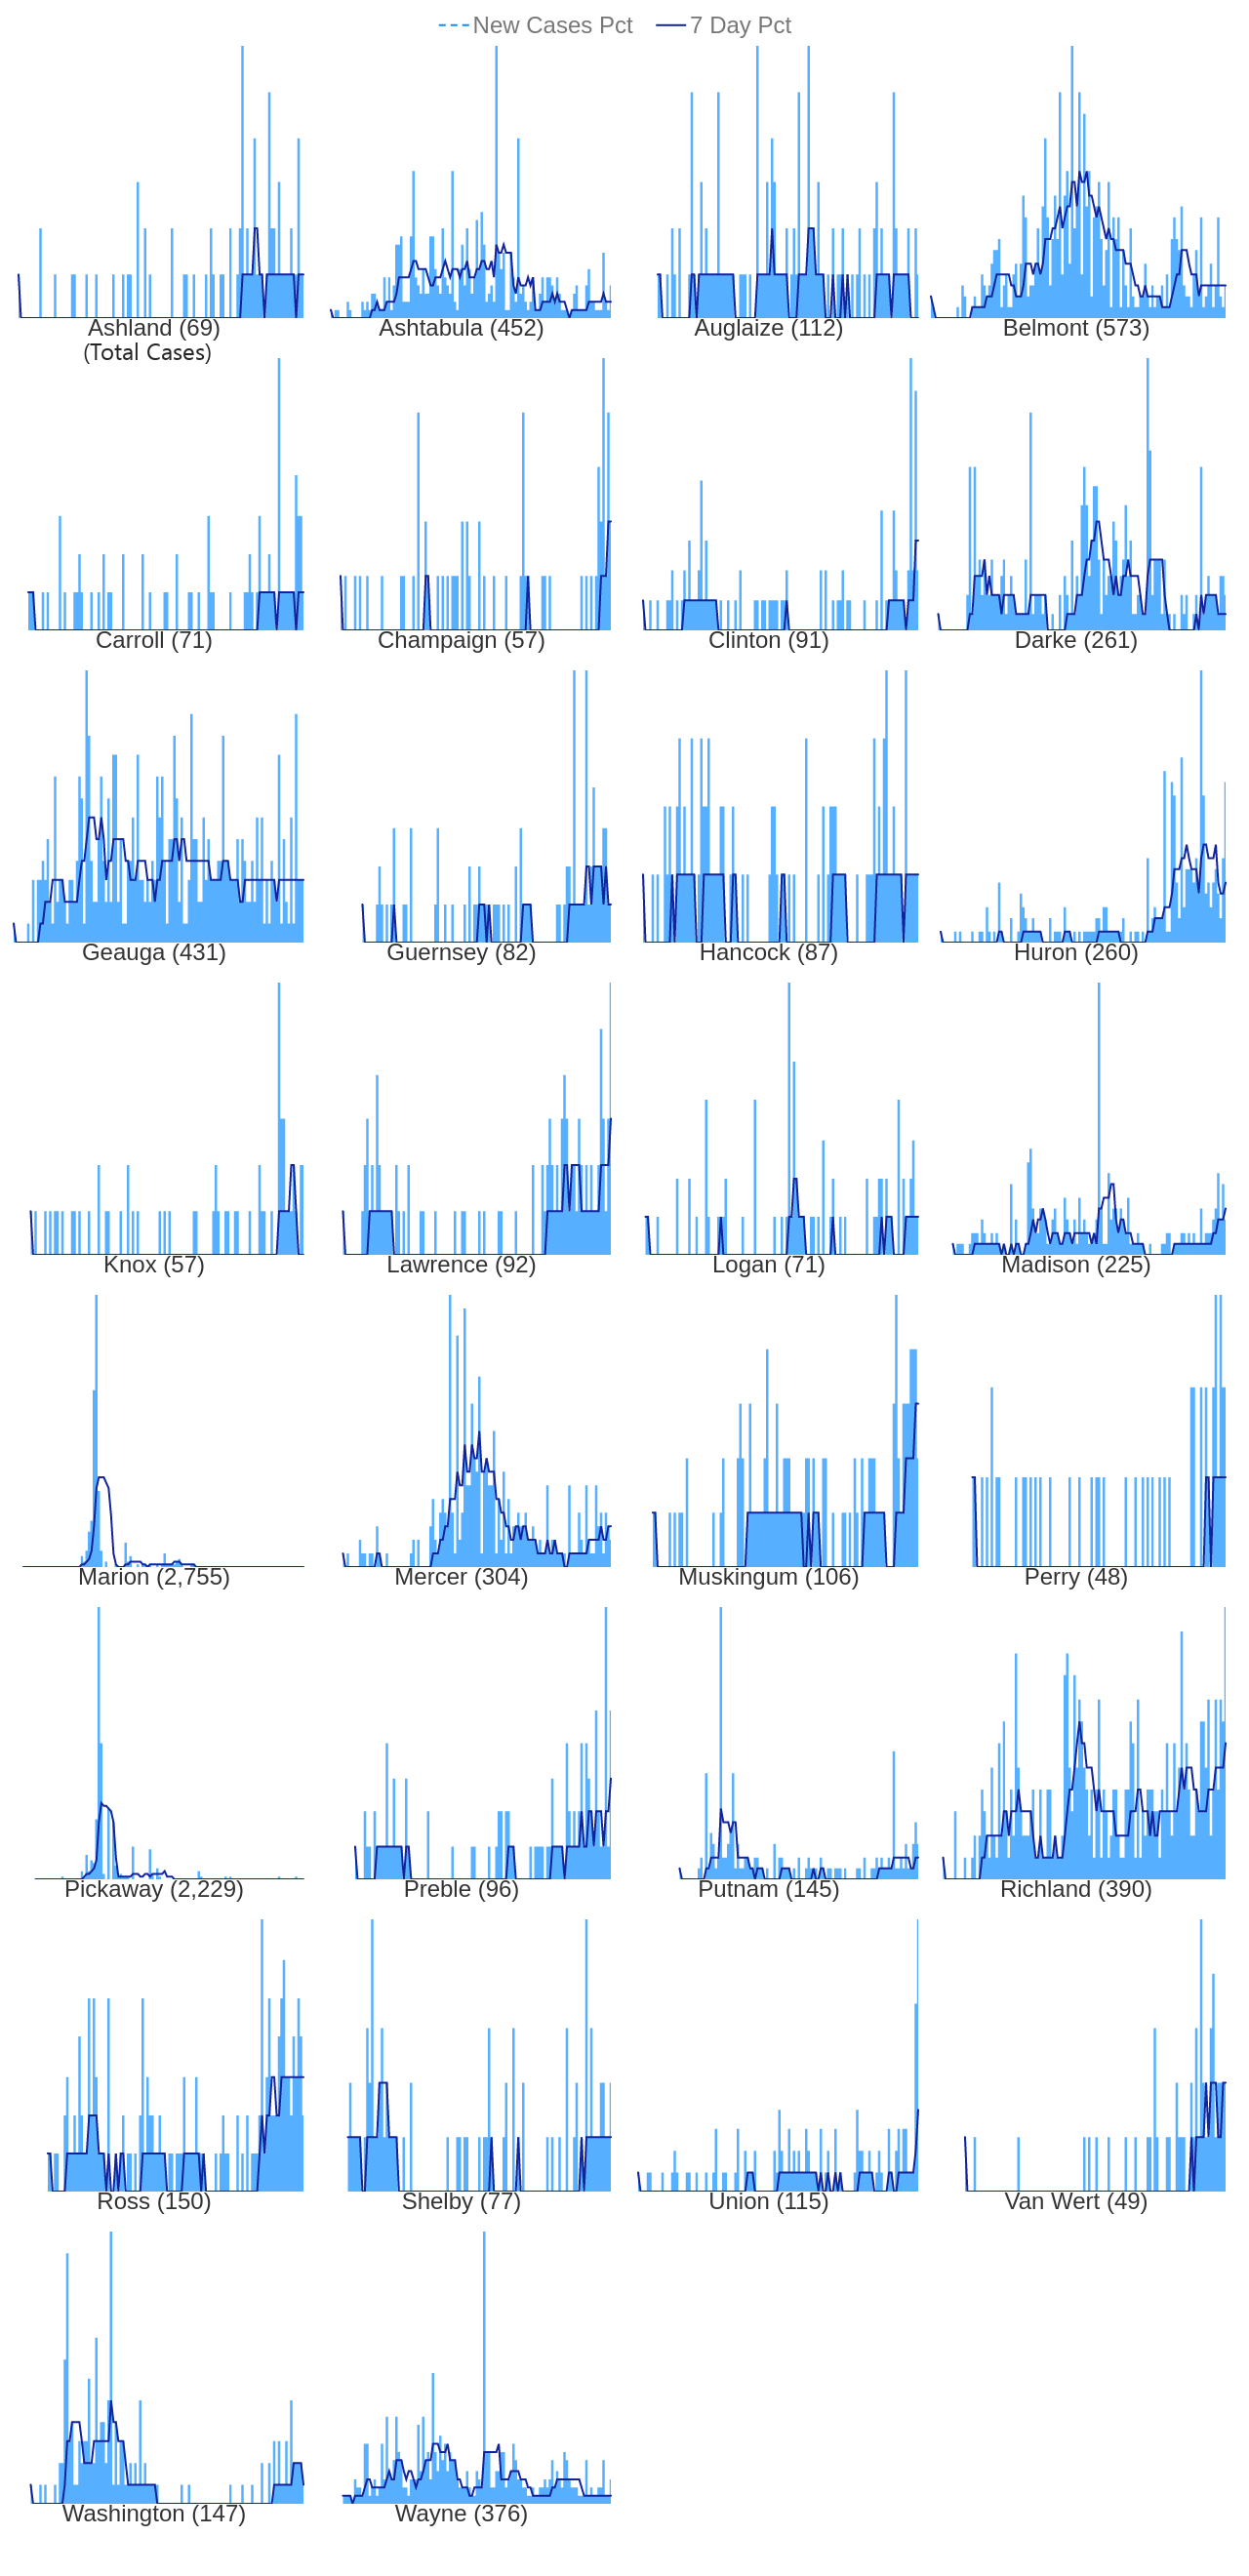 New Cases Pct 7 Day Pct
Ashland (69) Ashtabula (452) Auglaize (112) Belmont (573)
(Total Cases)
Carroll (71) Champaign (57) Clinton (91) Darke (261)
Geauga (431) Guernsey (82) Hancock (87) Huron (260)
Knox (57) Lawrence (92) Logan (71) Madison (225)
Marion (2,755) Mercer (304) Muskingum (106) Perry (48)
Pickaway (2,229) Preble (96) Putnam (145) Richland (390)
Ross (150) Shelby (77) Union (115) Van Wert (49)
Washington (147) Wayne (376)